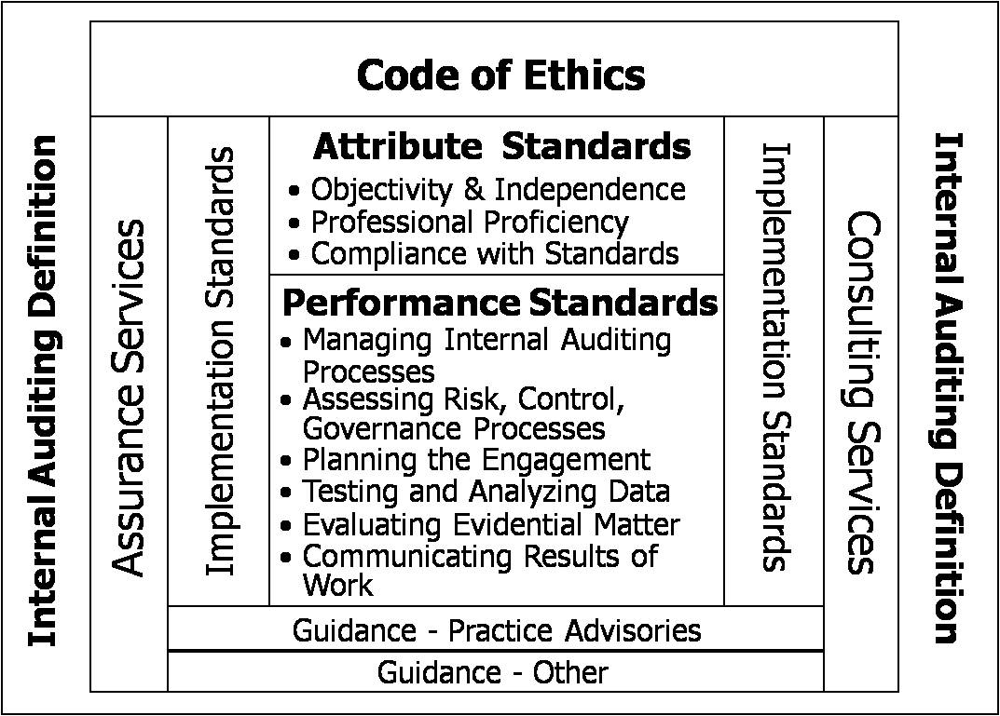 Code of Ethics
Internal Auditing Definition
Assurance Services
Implementation Standards
Attribute Standards
• Objectivity & Independence
• Professional Proficiency
• Compliance with Standards
Performance Standards
• Managing Internal Auditing
Processes
• Assessing Risk, Control,
Governance Processes
• Planning the Engagement
• Testing and Analyzing Data
• Evaluating Evidential Matter
• Communicating Results of
Work
Implementation Standards
Consulting Services
Internal Auditing Definition
Guidance - Practice Advisories
Guidance - Other